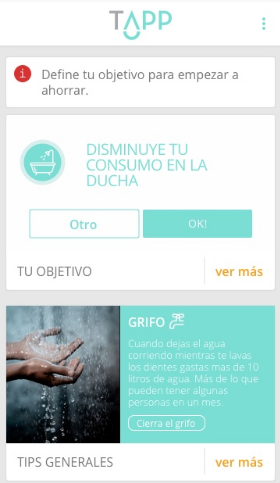 TAPP
Define tu objetivo para empezar a
ahorrar.
DISMINUYE TU
CONSUMO EN LA
DUCHA
Otro
OK!
TU OBJETIVO
ver más
GRIFO
Cuando dejas el agua
corriendo mientras te lavas
los dientes gastas mas de 10
litros de agua. Más de lo que
pueden tener algunas
personas en un mes.
Cierra el grifo
TIPS GENERALES
ver más